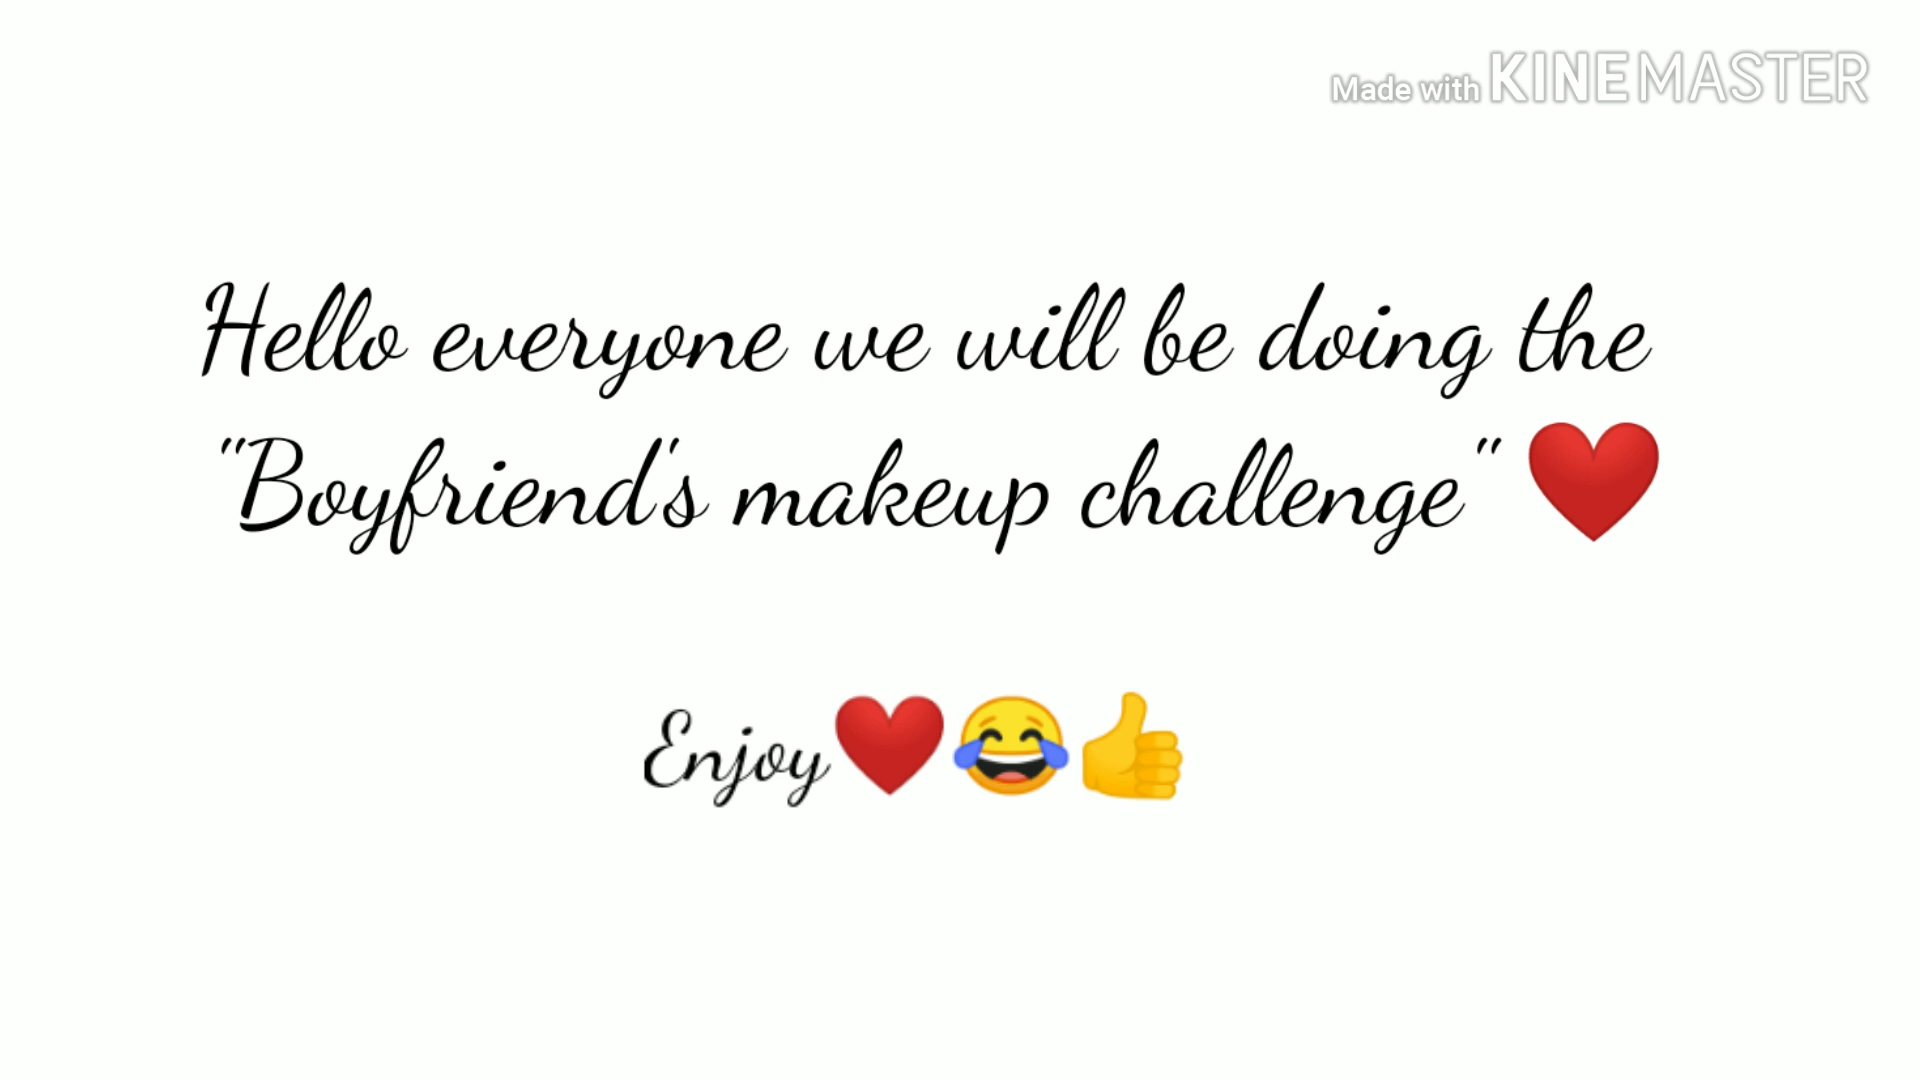 Made with KINEMASTER
Hello everyone we will be doing the
"Boyfriend's makeup challenge" ❤️
Enjoy❤️😂👍